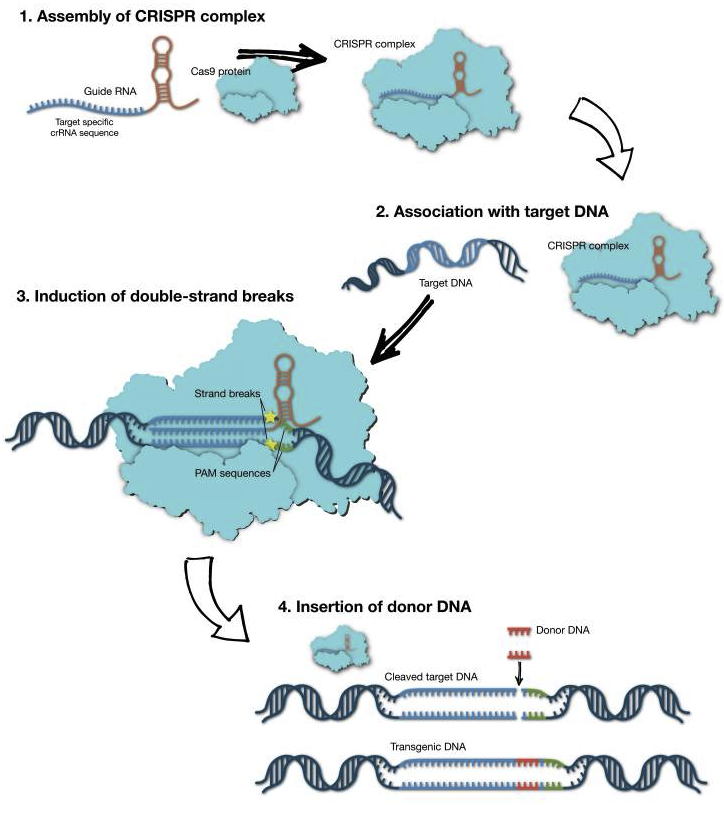 1. Assembly of CRISPR complex
CRISPR complex
Cas9 protein
Guide RNA
Target specific
crRNA sequence
2. Association with target DNA
CRISPR complex
Target DNA
3. Induction of double-strand breaks
Strand breaks
PAM sequences
4. Insertion of donor DNA
Donor DNA
Cleaved target DNA
Transgenic DNA